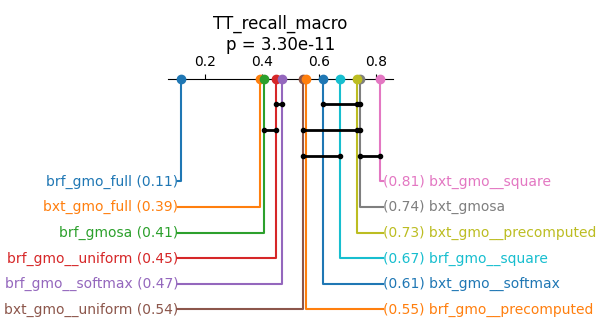 TT_recall_macro
p = 3.30e-11
0.2 0.4 0.6 0.8
brf_gmo_full (0.11) (0.81) bxt_gmo__square
bxt_gmo_full (0.39) (0.74) bxt_gmosa
brf_gmosa (0.41) (0.73) bxt_gmo__precomputed
brf_gmo__uniform (0.45) (0.67) brf_gmo__square
brf_gmo__softmax (0.47) (0.61) bxt_gmo__softmax
bxt_gmo__uniform (0.54) (0.55) brf_gmo__precomputed